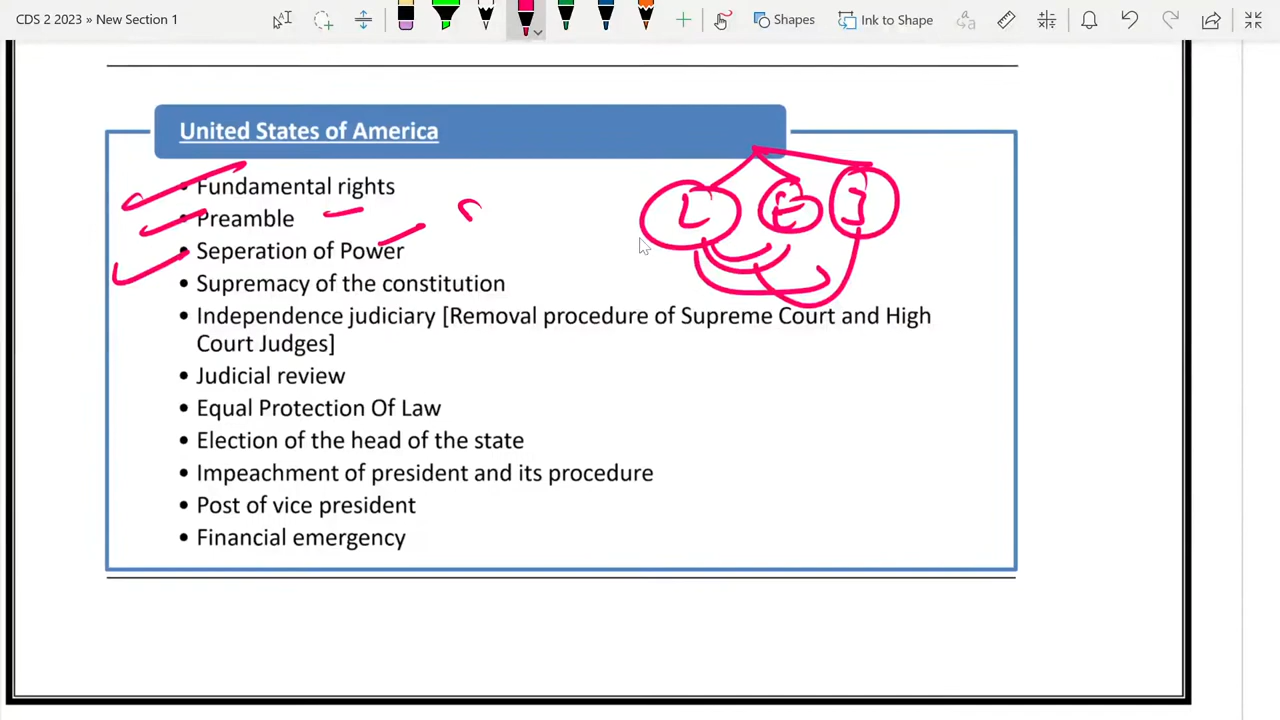 CDS 2 2023 » New Section 1
Shapes
Ink to Shape
United States of America
• Fundamental rights
• Preamble
• Seperation of Power
• Supremacy of the constitution
• Independence judiciary [Removal procedure of Supreme Court and High
Court Judges]
• Judicial review
• Equal Protection Of Law
• Election of the head of the state
• Impeachment of president and its procedure
• Post of vice president
• Financial emergency
L E J